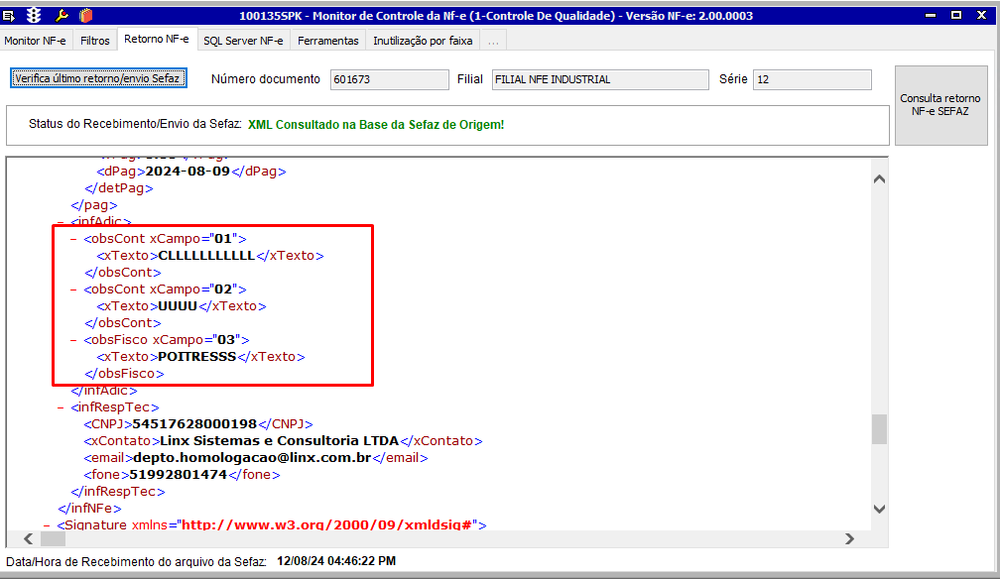 100135SPK - Monitor de Controle da Nf-e (1-Controle De Qualidade) - Versão NF-e: 2.00.0003
Monitor NF-e Filtros Retorno NF-e SQL Server NF-e Ferramentas Inutilização por faixa ...
Verifica último retorno/envio Sefaz Número documento 601673 Filial FILIAL NFE INDUSTRIAL Série 12
Consulta retorno
NF-e SEFAZ
Status do Recebimento/Envio da Sefaz: XML Consultado na Base da Sefaz de Origem!
<dPag>2024-08-09</dPag>
</detPag>
</pag>
- <infAdic>
- <obsCont xCampo="01">
<xTexto>CLLLLLLLLLLL</xTexto>
</obsCont>
- <obsCont xCampo="02">
<xTexto>UUUU</xTexto>
</obsCont>
- <obsFisco xCampo="03">
<xTexto>POITRESSS</xTexto>
</obsFisco>
</infAdic>
- <infRespTec>
<CNPJ>54517628000198</CNPJ>
<xContato>Linx Sistemas e Consultoria LTDA</xContato>
<email>depto.homologacao@linx.com.br</email>
<fone>51992801474</fone>
</infRespTec>
</infNFe>
- <Signature xmlns="http://www.w3.org/2000/09/xmldsig#">
Data/Hora de Recebimento do arquivo da Sefaz: 12/08/24 04:46:22 PM